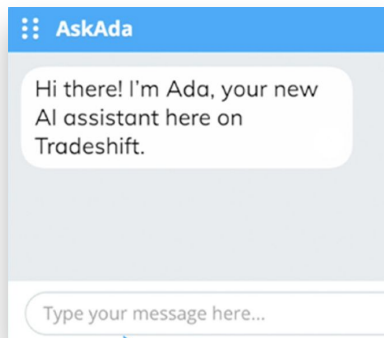 AskAda
Hi there! I'm Ada, your new
AI assistant here on
Tradeshift.
Type your message here...